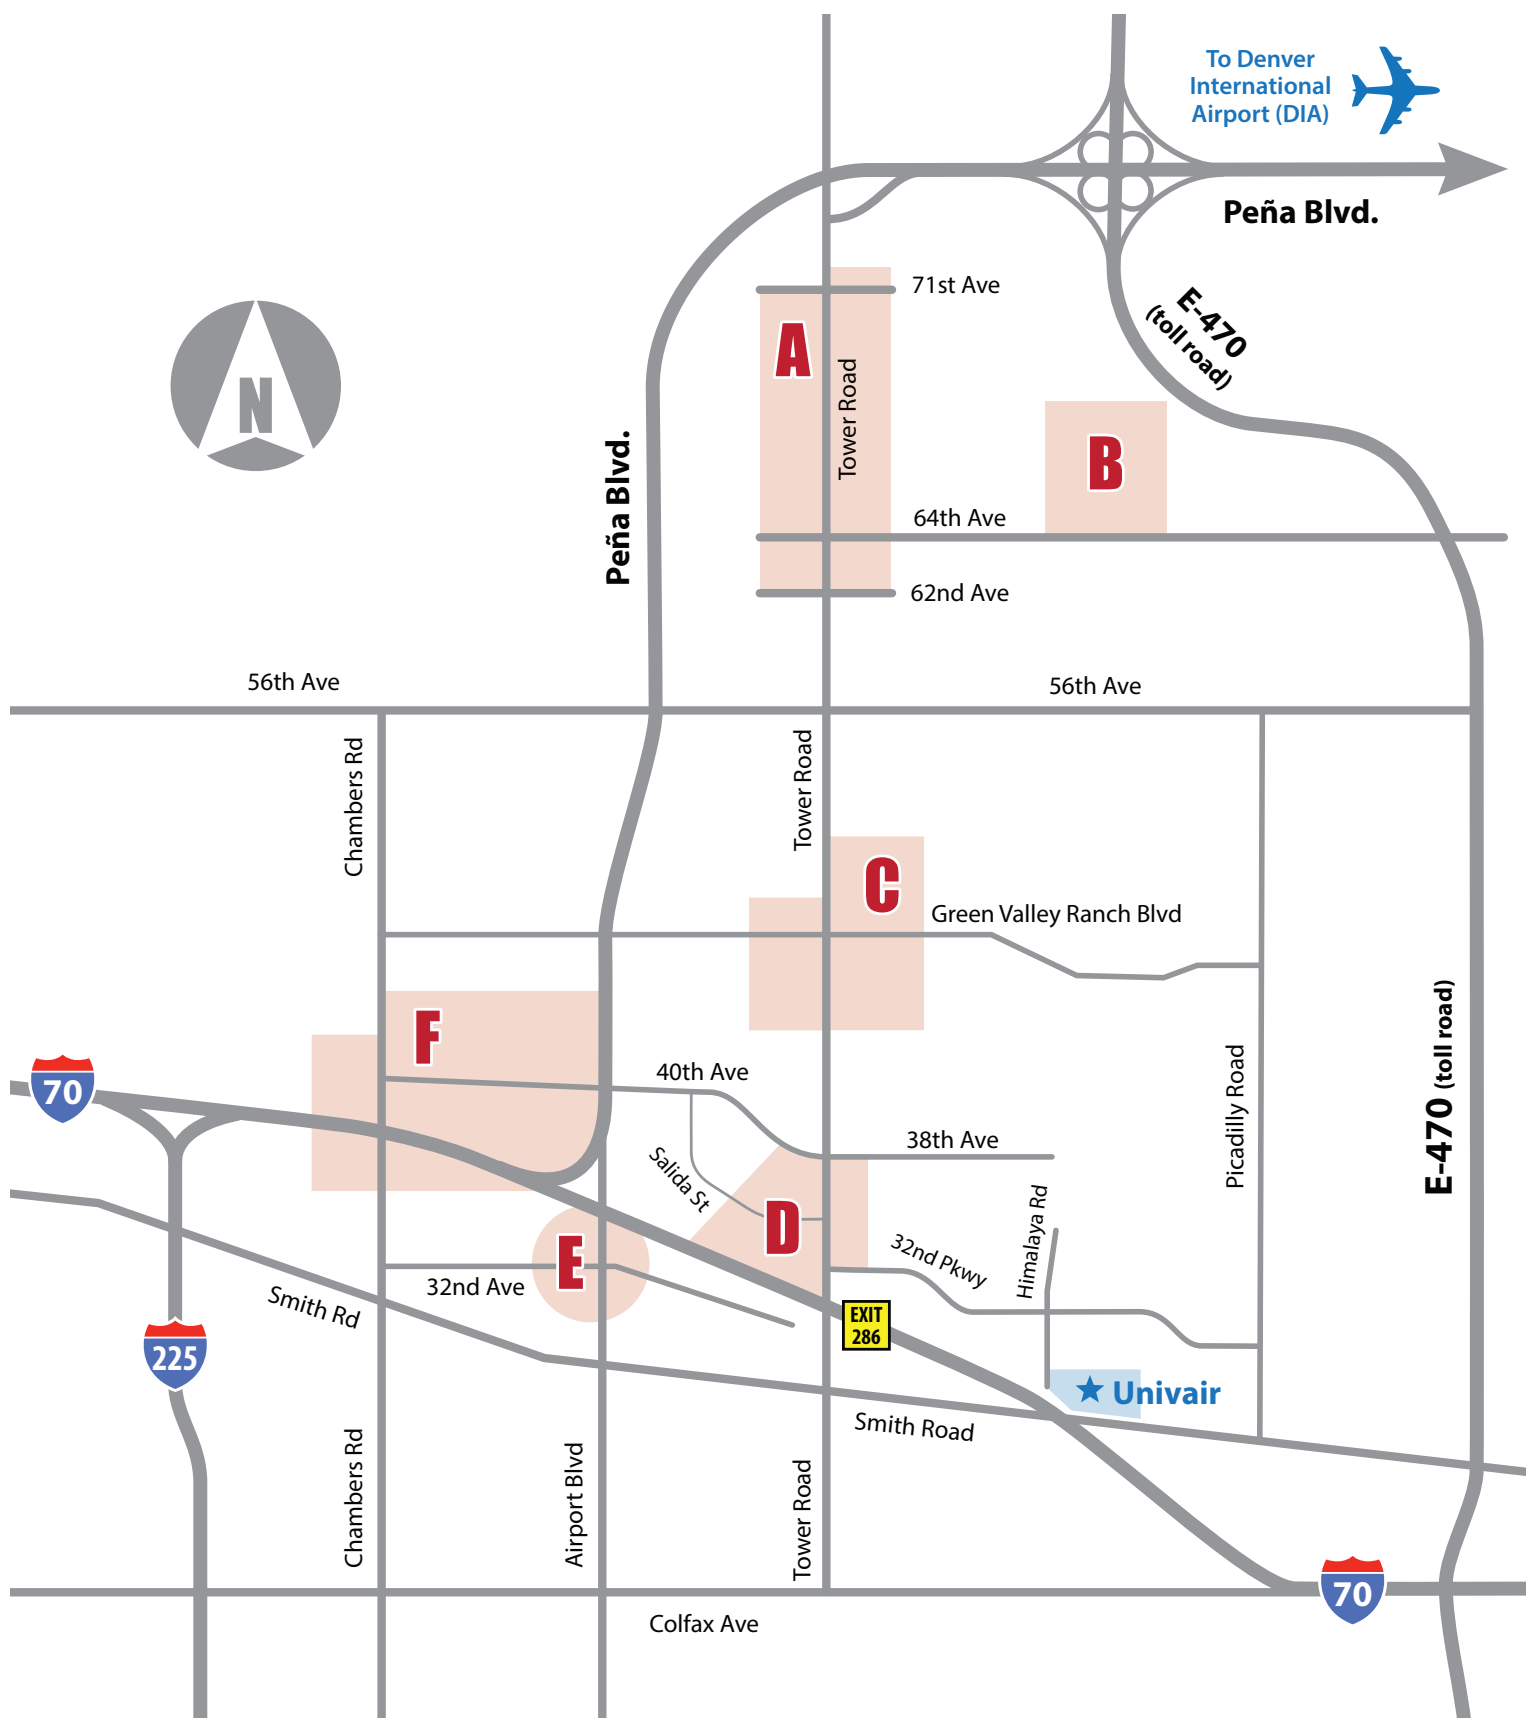 To Denver
International
Airport (DIA)
Peña Blvd.
71st Ave
E-470
(toll road)
N
A
Tower Road
B
Peña Blvd.
64th Ave
62nd Ave
56th Ave
56th Ave
Chambers Rd
Tower Road
C
Green Valley Ranch Blvd
F
70
40th Ave
38th Ave
Picadilly Road
E-470 (toll road)
Salida St
D
Himalaya Rd
32nd Pkwy
E
32nd Ave
Smith Rd
EXIT
286
225
Univair
Smith Road
Chambers Rd
Airport Blvd
Tower Road
70
Colfax Ave